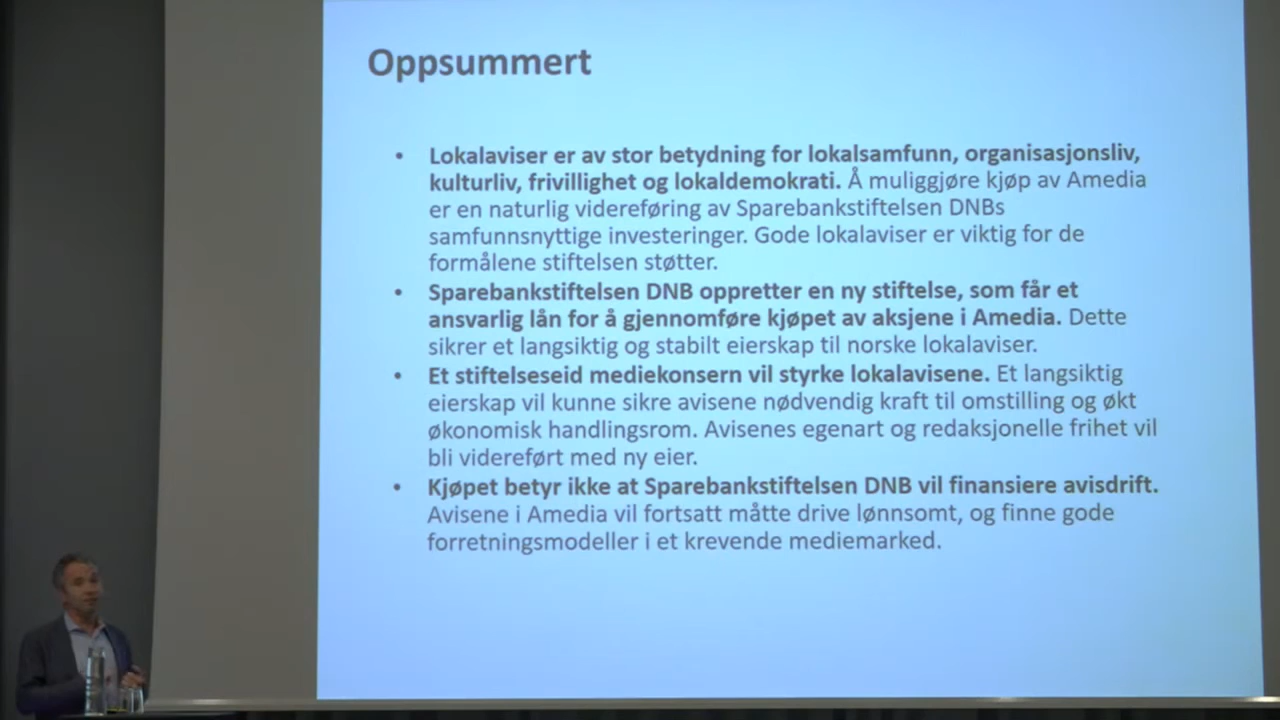 Oppsummert
• Lokalaviser er av stor betydning for lokalsamfunn, organisasjonsliv,
kulturliv, frivillighet og lokaldemokrati. Å muliggjøre kjøp av Amedia
er en naturlig videreføring av Sparebankstiftelsen DNBs
samfunnsnyttige investeringer. Gode lokalaviser er viktig for de
formålene stiftelsen støtter.
• Sparebankstiftelsen DNB oppretter en ny stiftelse, som får et
ansvarlig lån for å gjennomføre kjøpet av aksjene i Amedia. Dette
sikrer et langsiktig og stabilt eierskap til norske lokalaviser.
• Et stiftelseseid mediekonsern vil styrke lokalavisene. Et langsiktig
eierskap vil kunne sikre avisene nødvendig kraft til omstilling og økt
økonomisk handlingsrom. Avisenes egenart og redaksjonelle frihet vil
bli videreført med ny eier.
• Kjøpet betyr ikke at Sparebankstiftelsen DNB vil finansiere avisdrift.
Avisene i Amedia vil fortsatt måtte drive lønnsomt, og finne gode
forretningsmodeller i et krevende mediemarked.